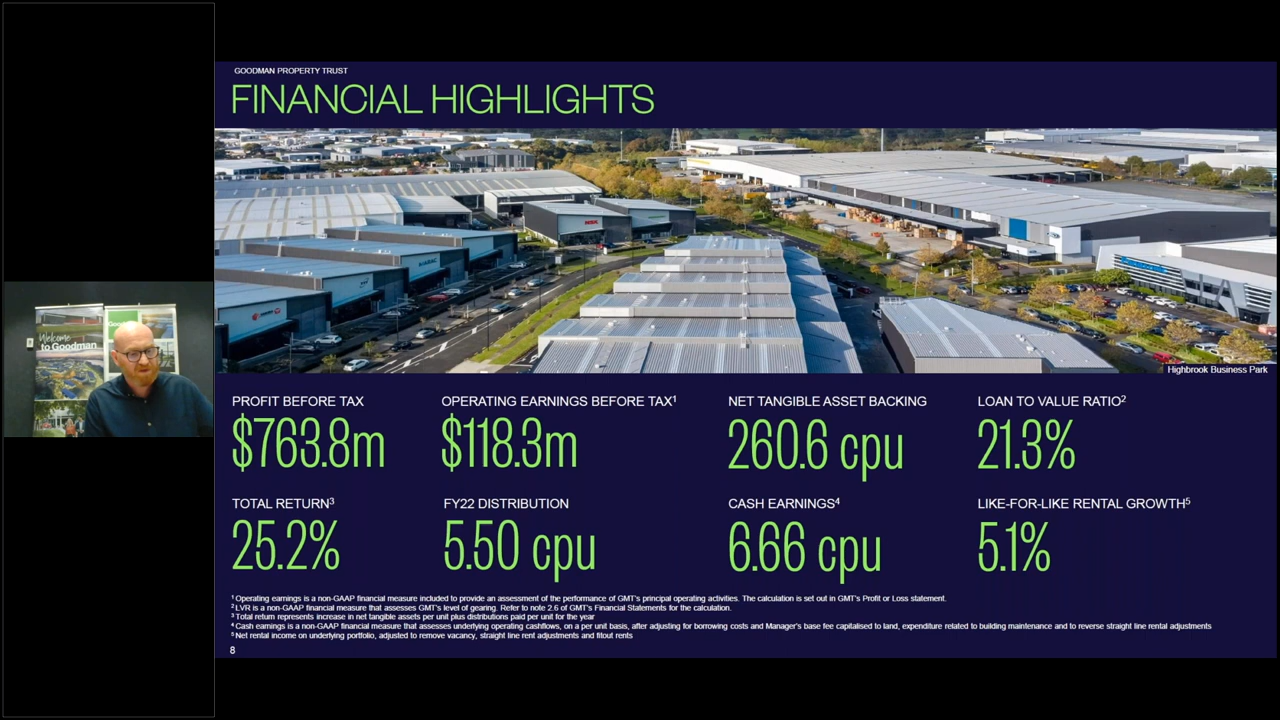 GOODMAN PROPERTY TRUST
FINANCIAL HIGHLIGHTS
Welcome
to Goodman
Highbrook Business Park
PROFIT BEFORE TAX
$763.8m
OPERATING EARNINGS BEFORE TAX¹
$118.3m
NET TANGIBLE ASSET BACKING
260.6 cpu
LOAN TO VALUE RATIO²
21.3%
TOTAL RETURN³
25.2%
FY22 DISTRIBUTION
5.50 cpu
CASH EARNINGS⁴
6.66 cpu
LIKE-FOR-LIKE RENTAL GROWTH⁵
5.1%
¹ Operating earnings is a non-GAAP financial measure included to provide an assessment of the performance of GMT's principal operating activities. The calculation is set out in GMT's Profit or Loss statement.
² LVR is a non-GAAP financial measure that assesses GMT's level of gearing. Refer to note 2.6 of GMT's Financial Statements for the calculation.
³ Total return represents increase in net tangible assets per unit plus distributions paid per unit for the year
⁴ Cash earnings is a non-GAAP financial measure that assesses underlying operating cashflows, on a per unit basis, after adjusting for borrowing costs and Manager's base fee capitalised to land, expenditure related to building maintenance and to reverse straight line rental adjustments
⁵ Net rental income on underlying portfolio, adjusted to remove vacancy, straight line rent adjustments and fitout rents
8